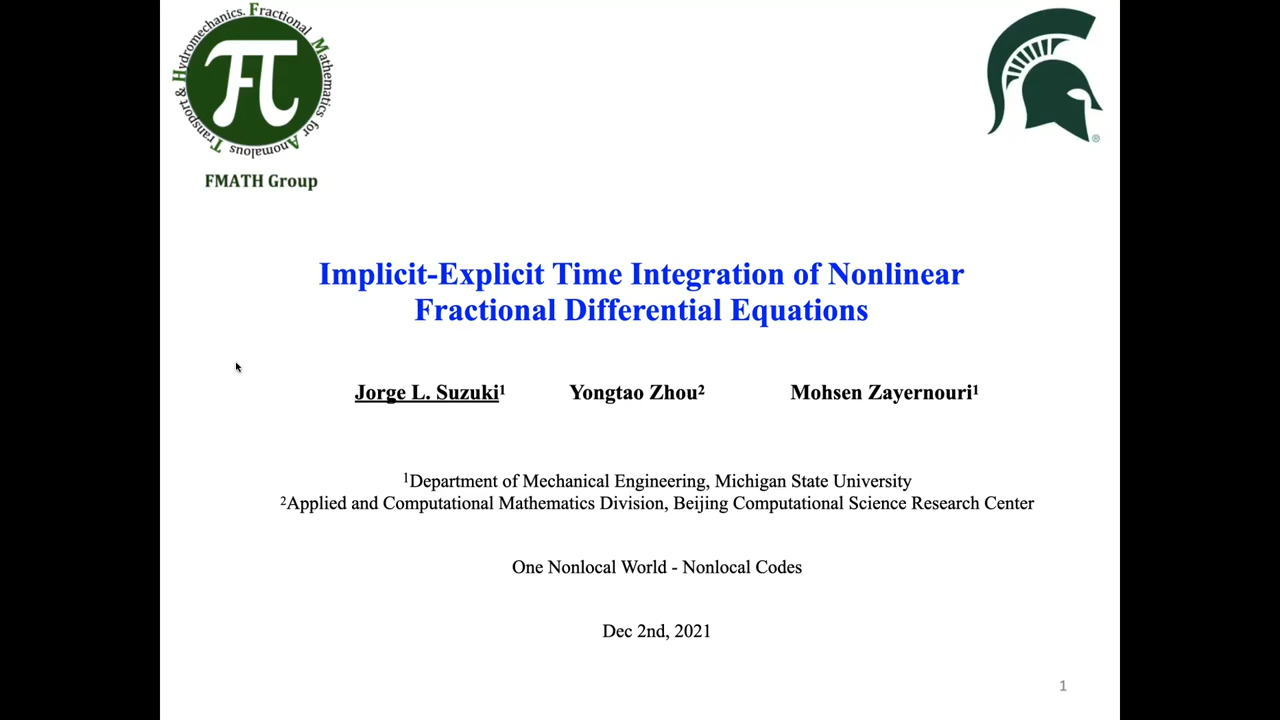 Fractional Mathematics for Anomalous Transport & Hydromechanics.
FMATH Group
®
Implicit-Explicit Time Integration of Nonlinear
Fractional Differential Equations
Jorge L. Suzuki¹ Yongtao Zhou² Mohsen Zayernouri¹
¹Department of Mechanical Engineering, Michigan State University
²Applied and Computational Mathematics Division, Beijing Computational Science Research Center
One Nonlocal World - Nonlocal Codes
Dec 2nd, 2021
1